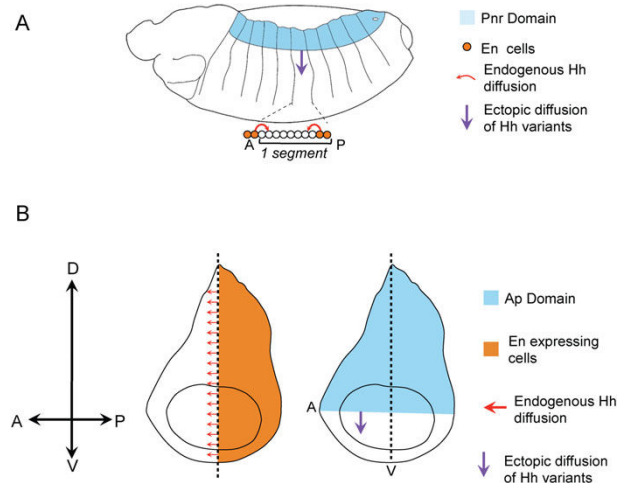 A
Pnr Domain
En cells
Endogenous Hh
diffusion
Ectopic diffusion
of Hh variants
A
P
1 segment
B
D
A
P
V
A
V
Ap Domain
En expressing
cells
Endogenous Hh
diffusion
Ectopic diffusion
of Hh variants